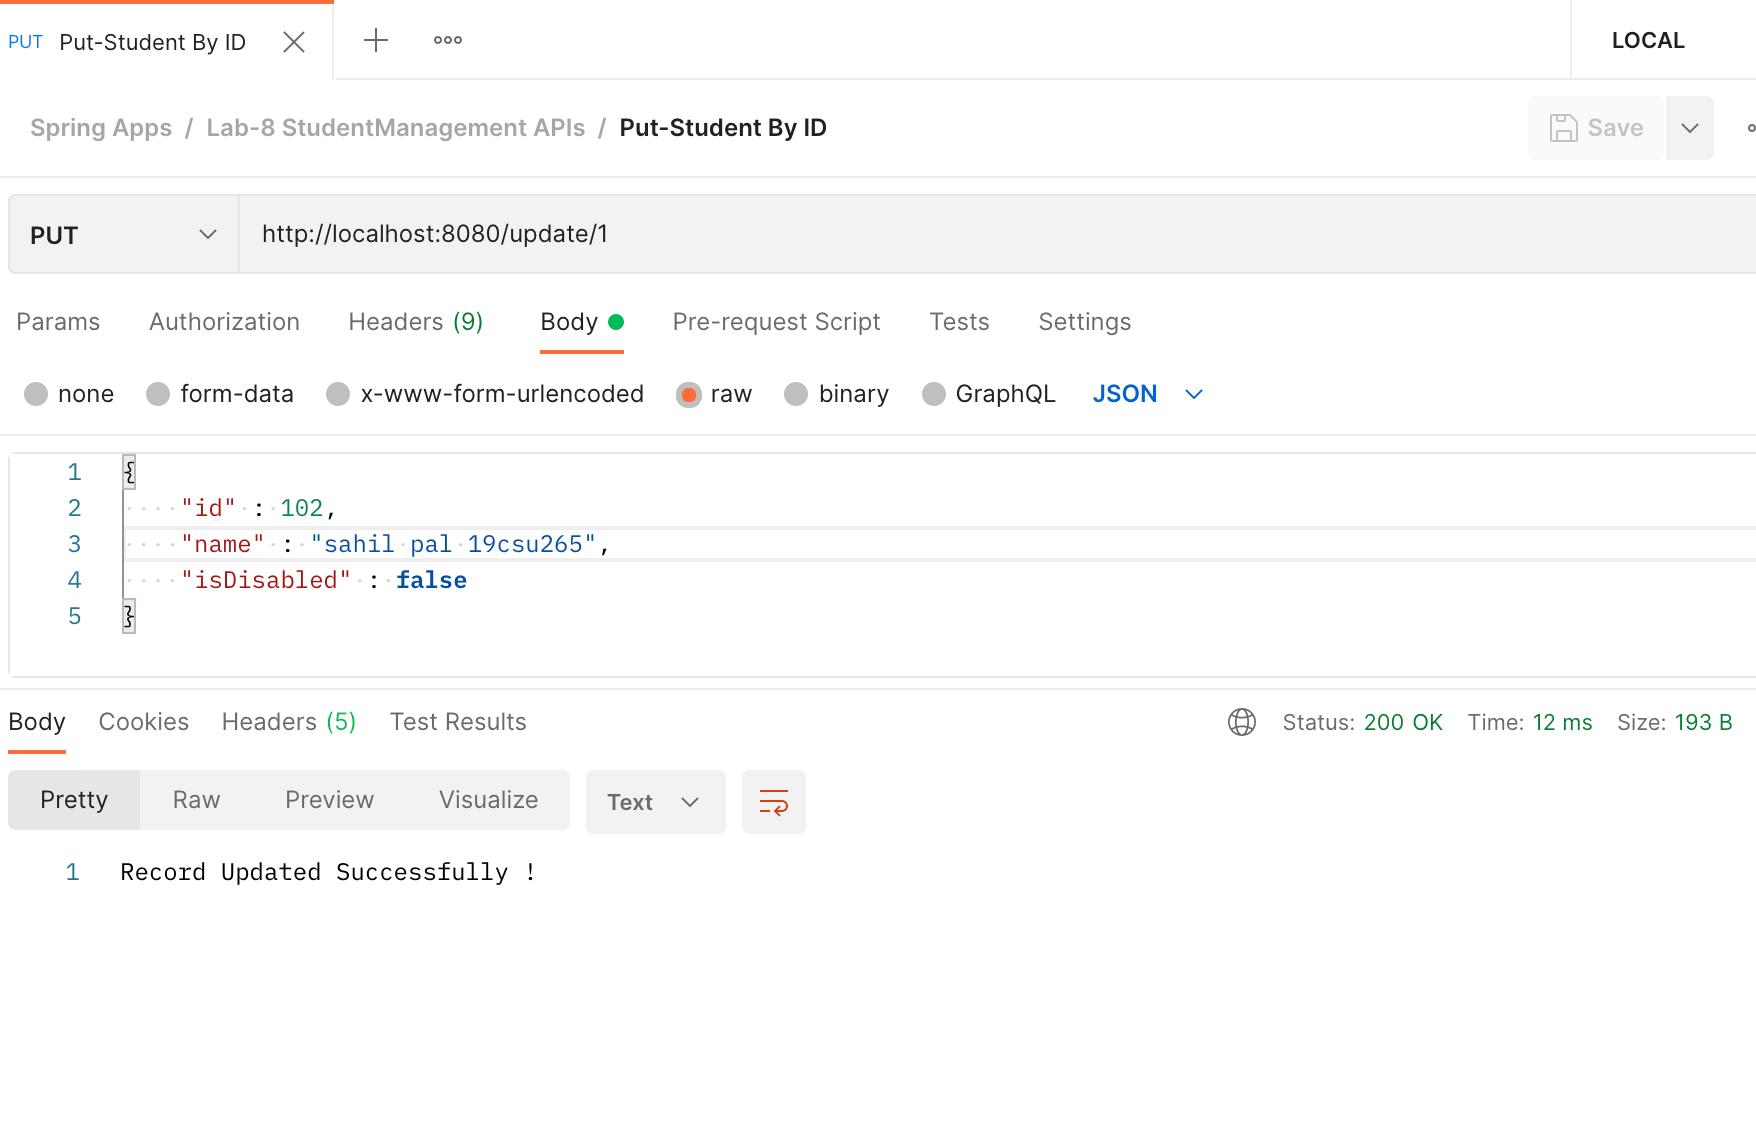 PUT Put-Student By ID
LOCAL
Spring Apps / Lab-8 StudentManagement APIs / Put-Student By ID
Save
PUT http://localhost:8080/update/1
Params Authorization Headers (9) Body Pre-request Script Tests Settings
none form-data x-www-form-urlencoded raw binary GraphQL JSON
1 {
2 "id" : 102,
3 "name" : "sahil pal 19csu265",
4 "isDisabled" : false
5 }
Body Cookies Headers (5) Test Results Status: 200 OK Time: 12 ms Size: 193 B
Pretty Raw Preview Visualize Text
1 Record Updated Successfully !